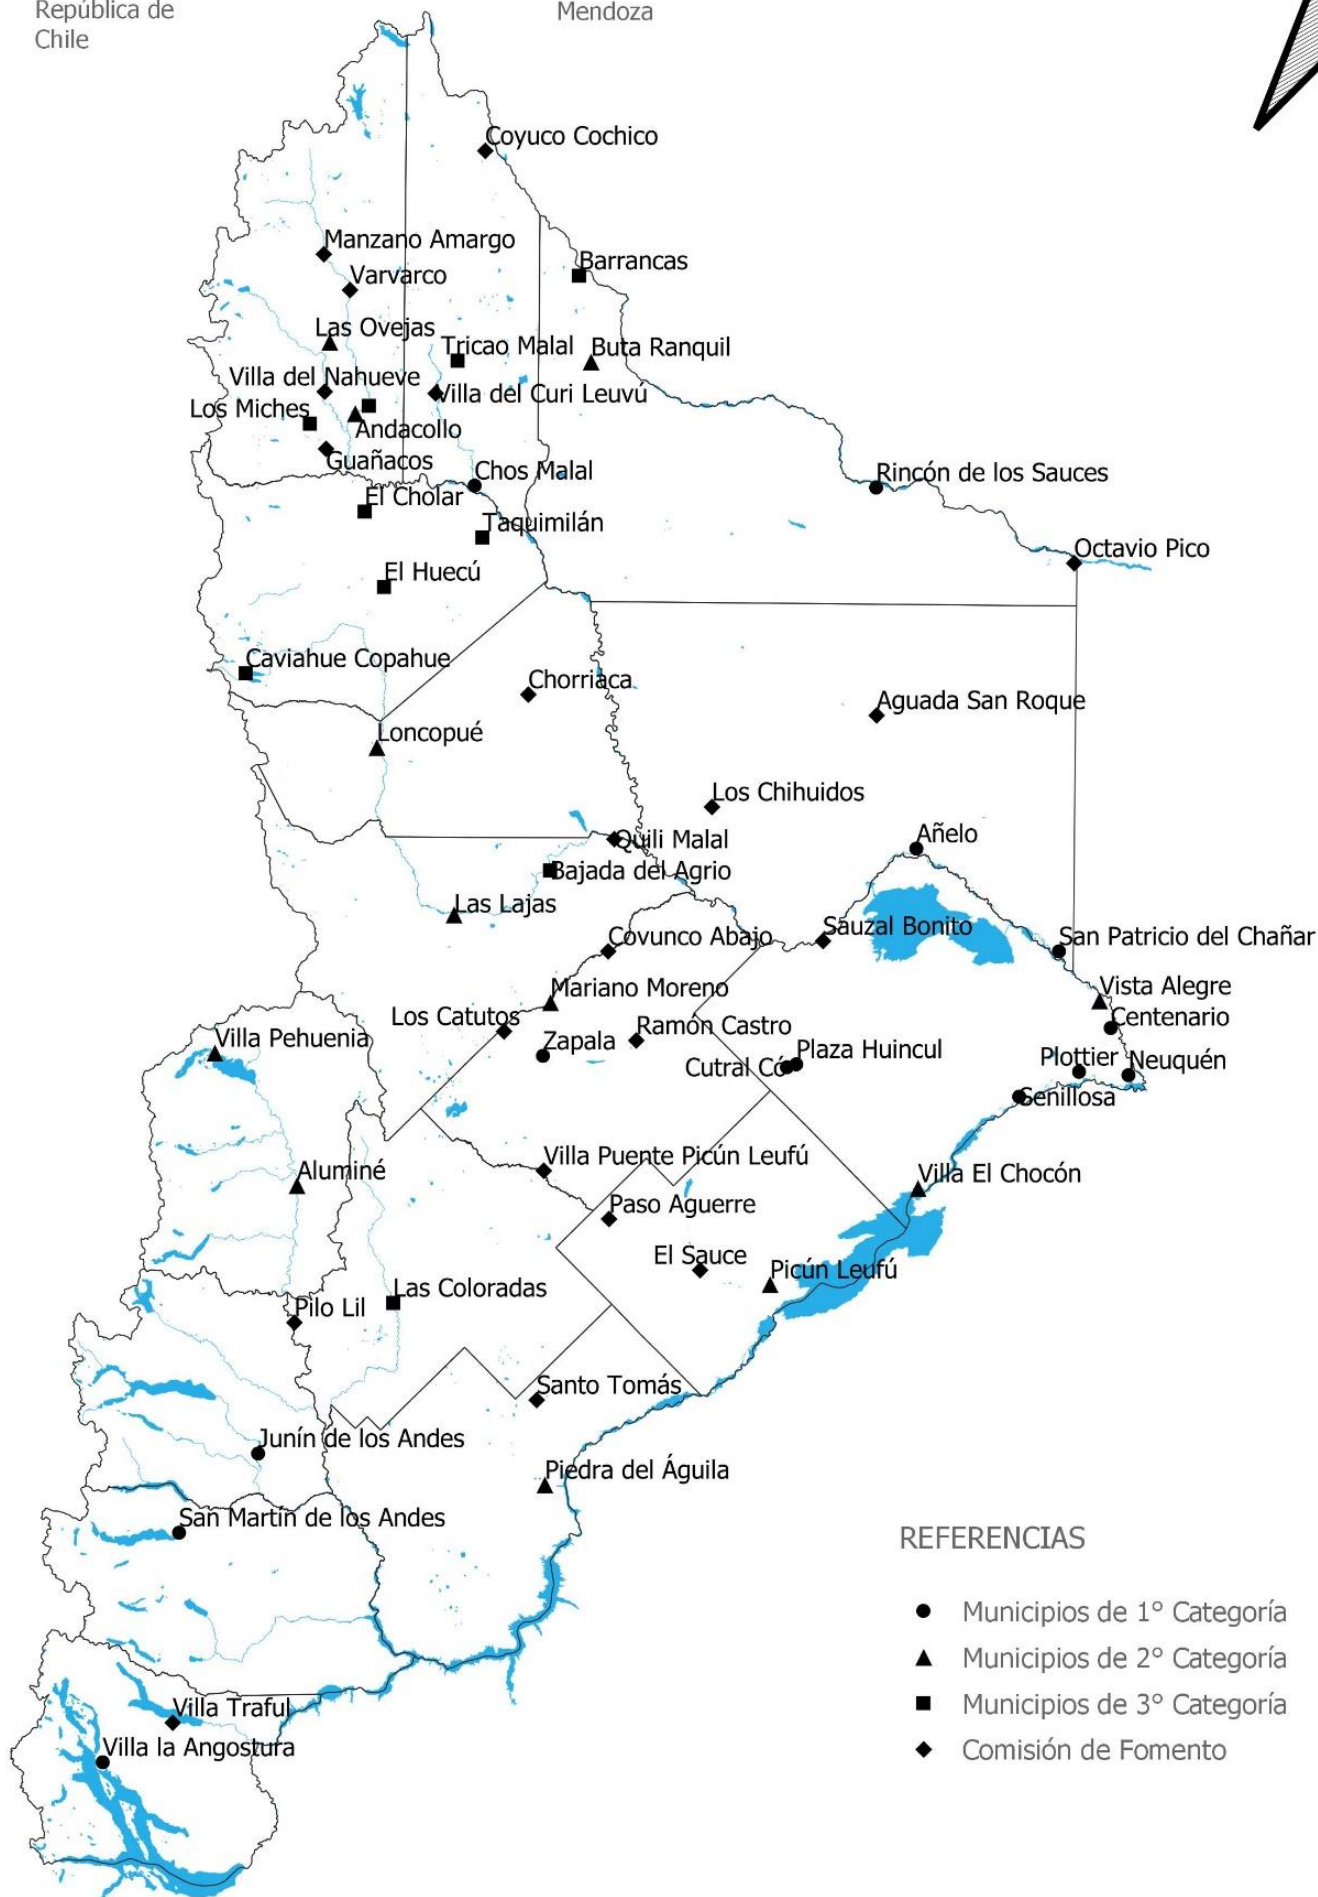 República de
Chile
Mendoza
Coyuco Cochico
Manzano Amargo
Barrancas
Varvarco
Las Ovejas
Tricao Malal
Buta Ranquil
Villa del Nahueve
Villa del Curi Leuvú
Los Miches
Andacollo
Guañacos
Chos Malal
Rincón de los Sauces
El Cholar
Taquimilán
Octavio Pico
El Huecú
Caviahue Copahue
Chorriaca
Aguada San Roque
Loncopué
Los Chihuidos
Añelo
Quili Malal
Bajada del Agrio
Las Lajas
Sauzal Bonito
Covunco Abajo
San Patricio del Chañar
Mariano Moreno
Vista Alegre
Los Catutos
Centenario
Ramón Castro
Villa Pehuenia
Zapala
Plaza Huincul
Cutral Có
Plottier
Neuquén
Senillosa
Villa Puente Picún Leufú
Aluminé
Villa El Chocón
Paso Aguerre
El Sauce
Picún Leufú
Las Coloradas
Pilo Lil
Santo Tomás
Junín de los Andes
Piedra del Águila
San Martín de los Andes
REFERENCIAS
Municipios de 1° Categoría
Municipios de 2° Categoría
Municipios de 3° Categoría
Comisión de Fomento
Villa Traful
Villa la Angostura